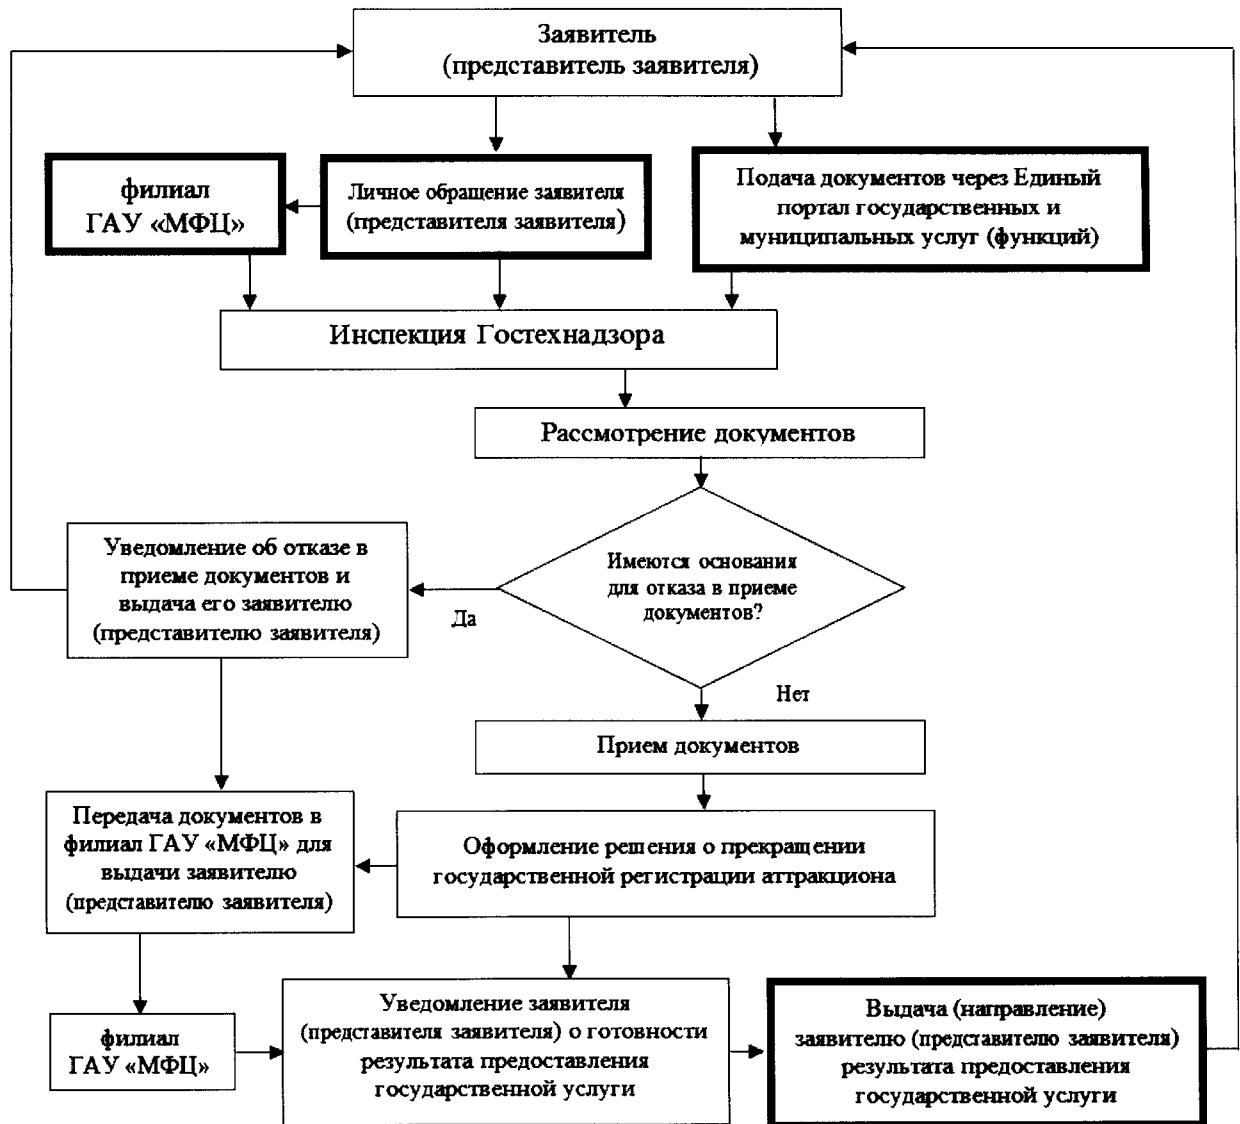 Заявитель
(представитель заявителя)
филиал
ГАУ «МФЦ»
Личное обращение заявителя
(представителя заявителя)
Подача документов через Единый
портал государственных и
муниципальных услуг (функций)
Инспекция Гостехнадзора
Рассмотрение документов
Имеются основания
для отказа в приеме
документов?
Да
Нет
Уведомление об отказе в
приеме документов и
выдача его заявителю
(представителю заявителя)
Прием документов
Передача документов в
филиал ГАУ «МФЦ» для
выдачи заявителю
(представителю заявителя)
Оформление решения о прекращении
государственной регистрации аттракциона
филиал
ГАУ «МФЦ»
Уведомление заявителя
(представителя заявителя) о готовности
результата предоставления
государственной услуги
Выдача (направление)
заявителю (представителю заявителя)
результата предоставления
государственной услуги